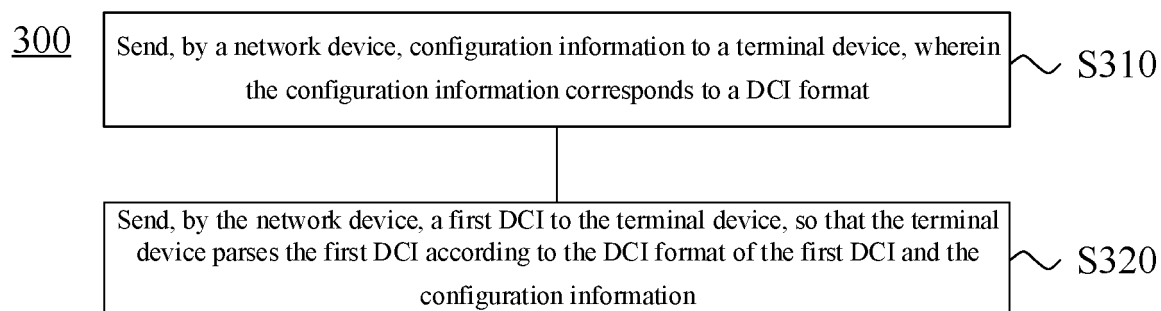 300
Send, by a network device, configuration information to a terminal device, wherein
the configuration information corresponds to a DCI format
S310
Send, by the network device, a first DCI to the terminal device, so that the terminal
device parses the first DCI according to the DCI format of the first DCI and the
configuration information
S320